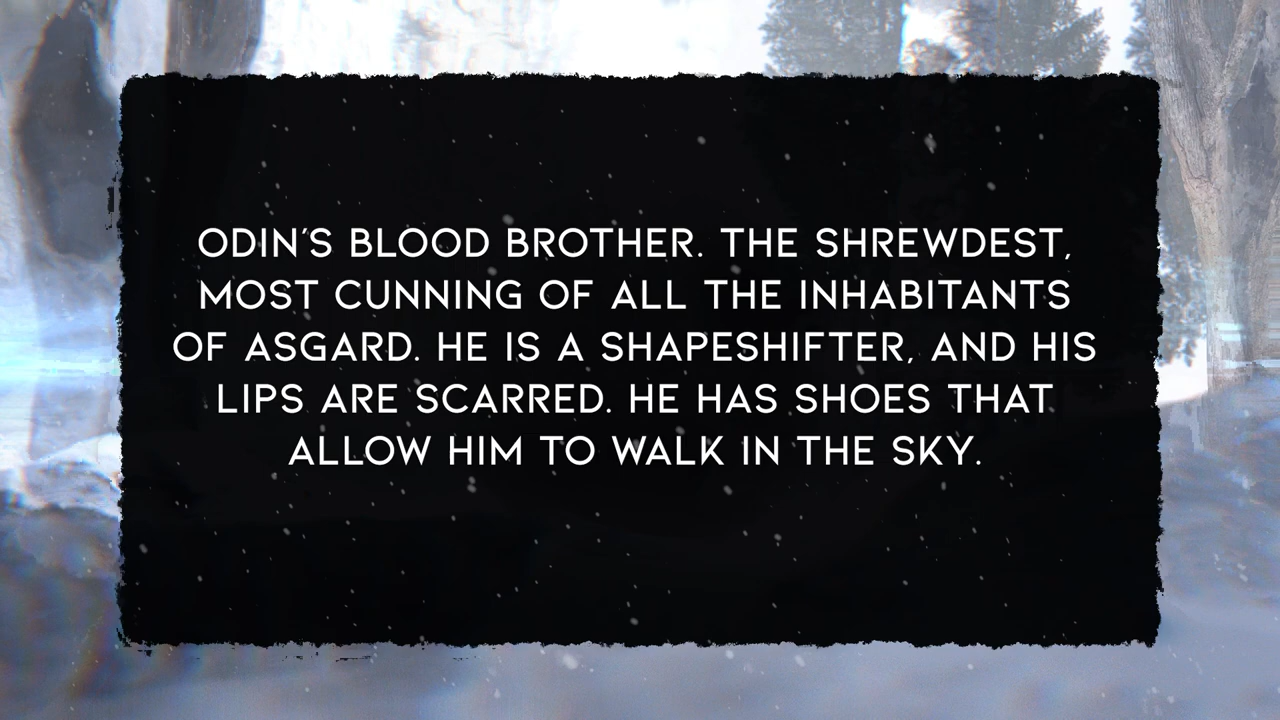 ODIN'S BLOOD BROTHER. THE SHREWDEST,
MOST CUNNING OF ALL THE INHABITANTS
OF ASGARD. HE IS A SHAPESHIFTER, AND HIS
LIPS ARE SCARRED. HE HAS SHOES THAT
ALLOW HIM TO WALK IN THE SKY.